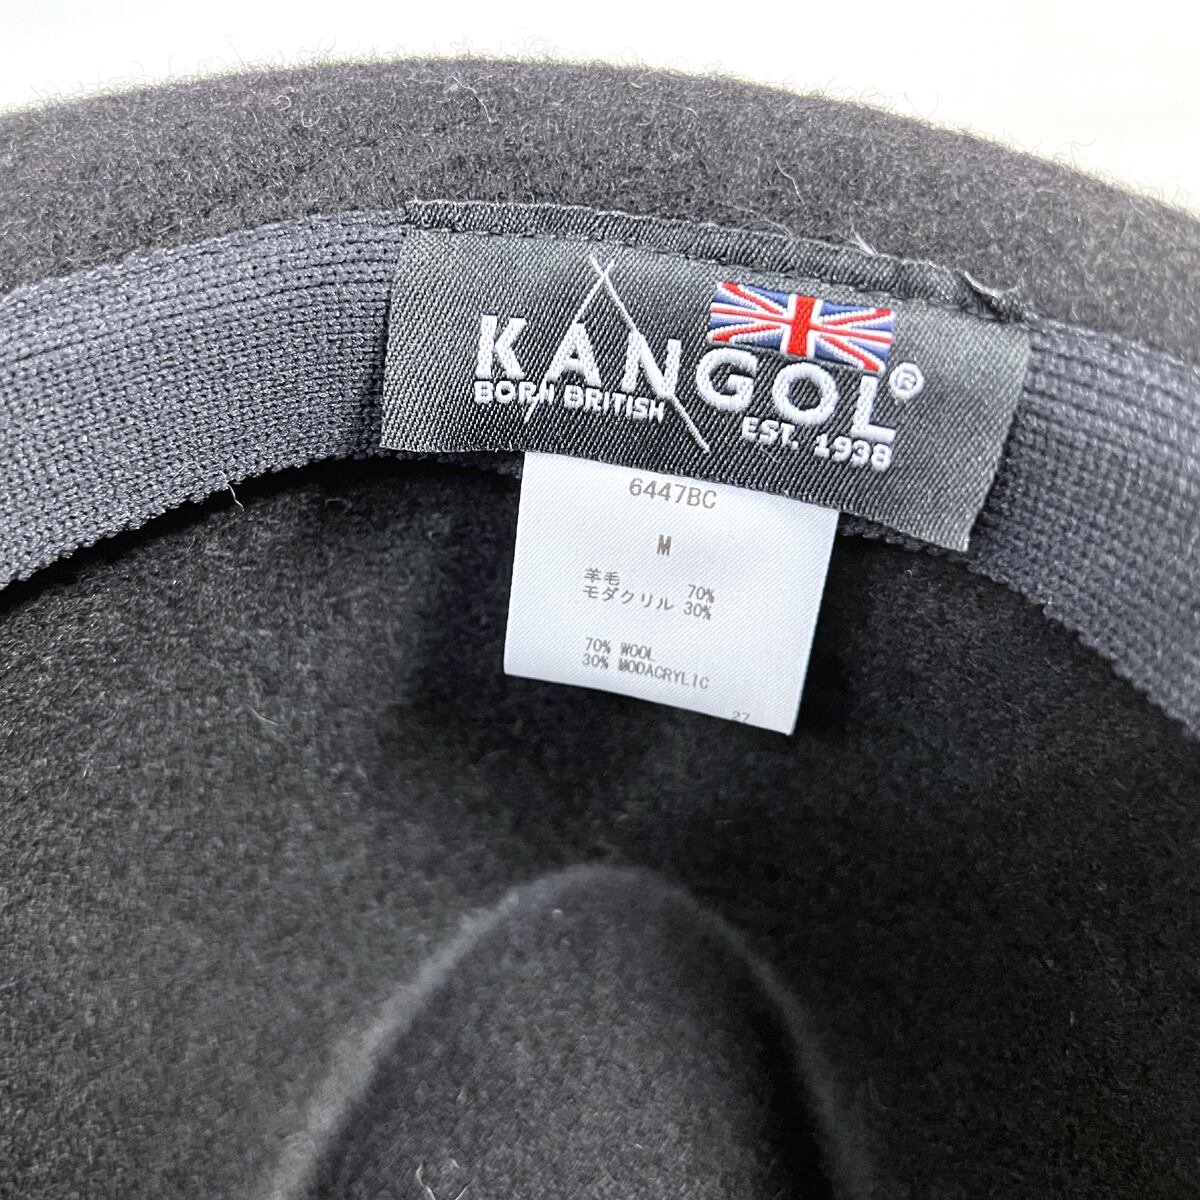 KANGOL®
BORN BRITISH
EST. 1938
6447BC
M
羊毛 70%
モダクリル 30%
70% WOOL
30% MODACRYLIC
27